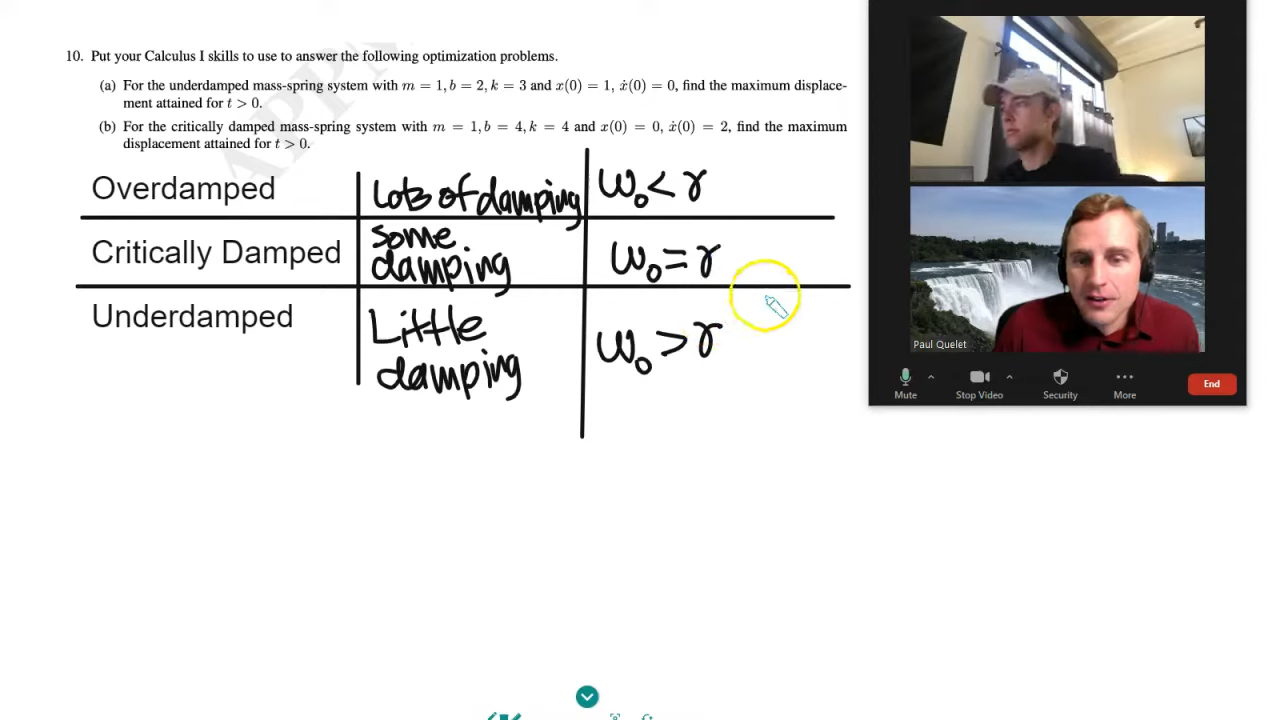 10. Put your Calculus I skills to use to answer the following optimization problems.
(a) For the underdamped mass-spring system with m = 1, b = 2, k = 3 and x(0) = 1, ẋ(0) = 0, find the maximum displace-
ment attained for t > 0.
(b) For the critically damped mass-spring system with m = 1, b = 4, k = 4 and x(0) = 0, ẋ(0) = 2, find the maximum
displacement attained for t > 0.
Overdamped Lots of damping ω₀ < γ
Critically Damped some
damping ω₀ = γ
Underdamped Little
damping ω₀ > γ
Paul Quelet
Mute Stop Video Security More End